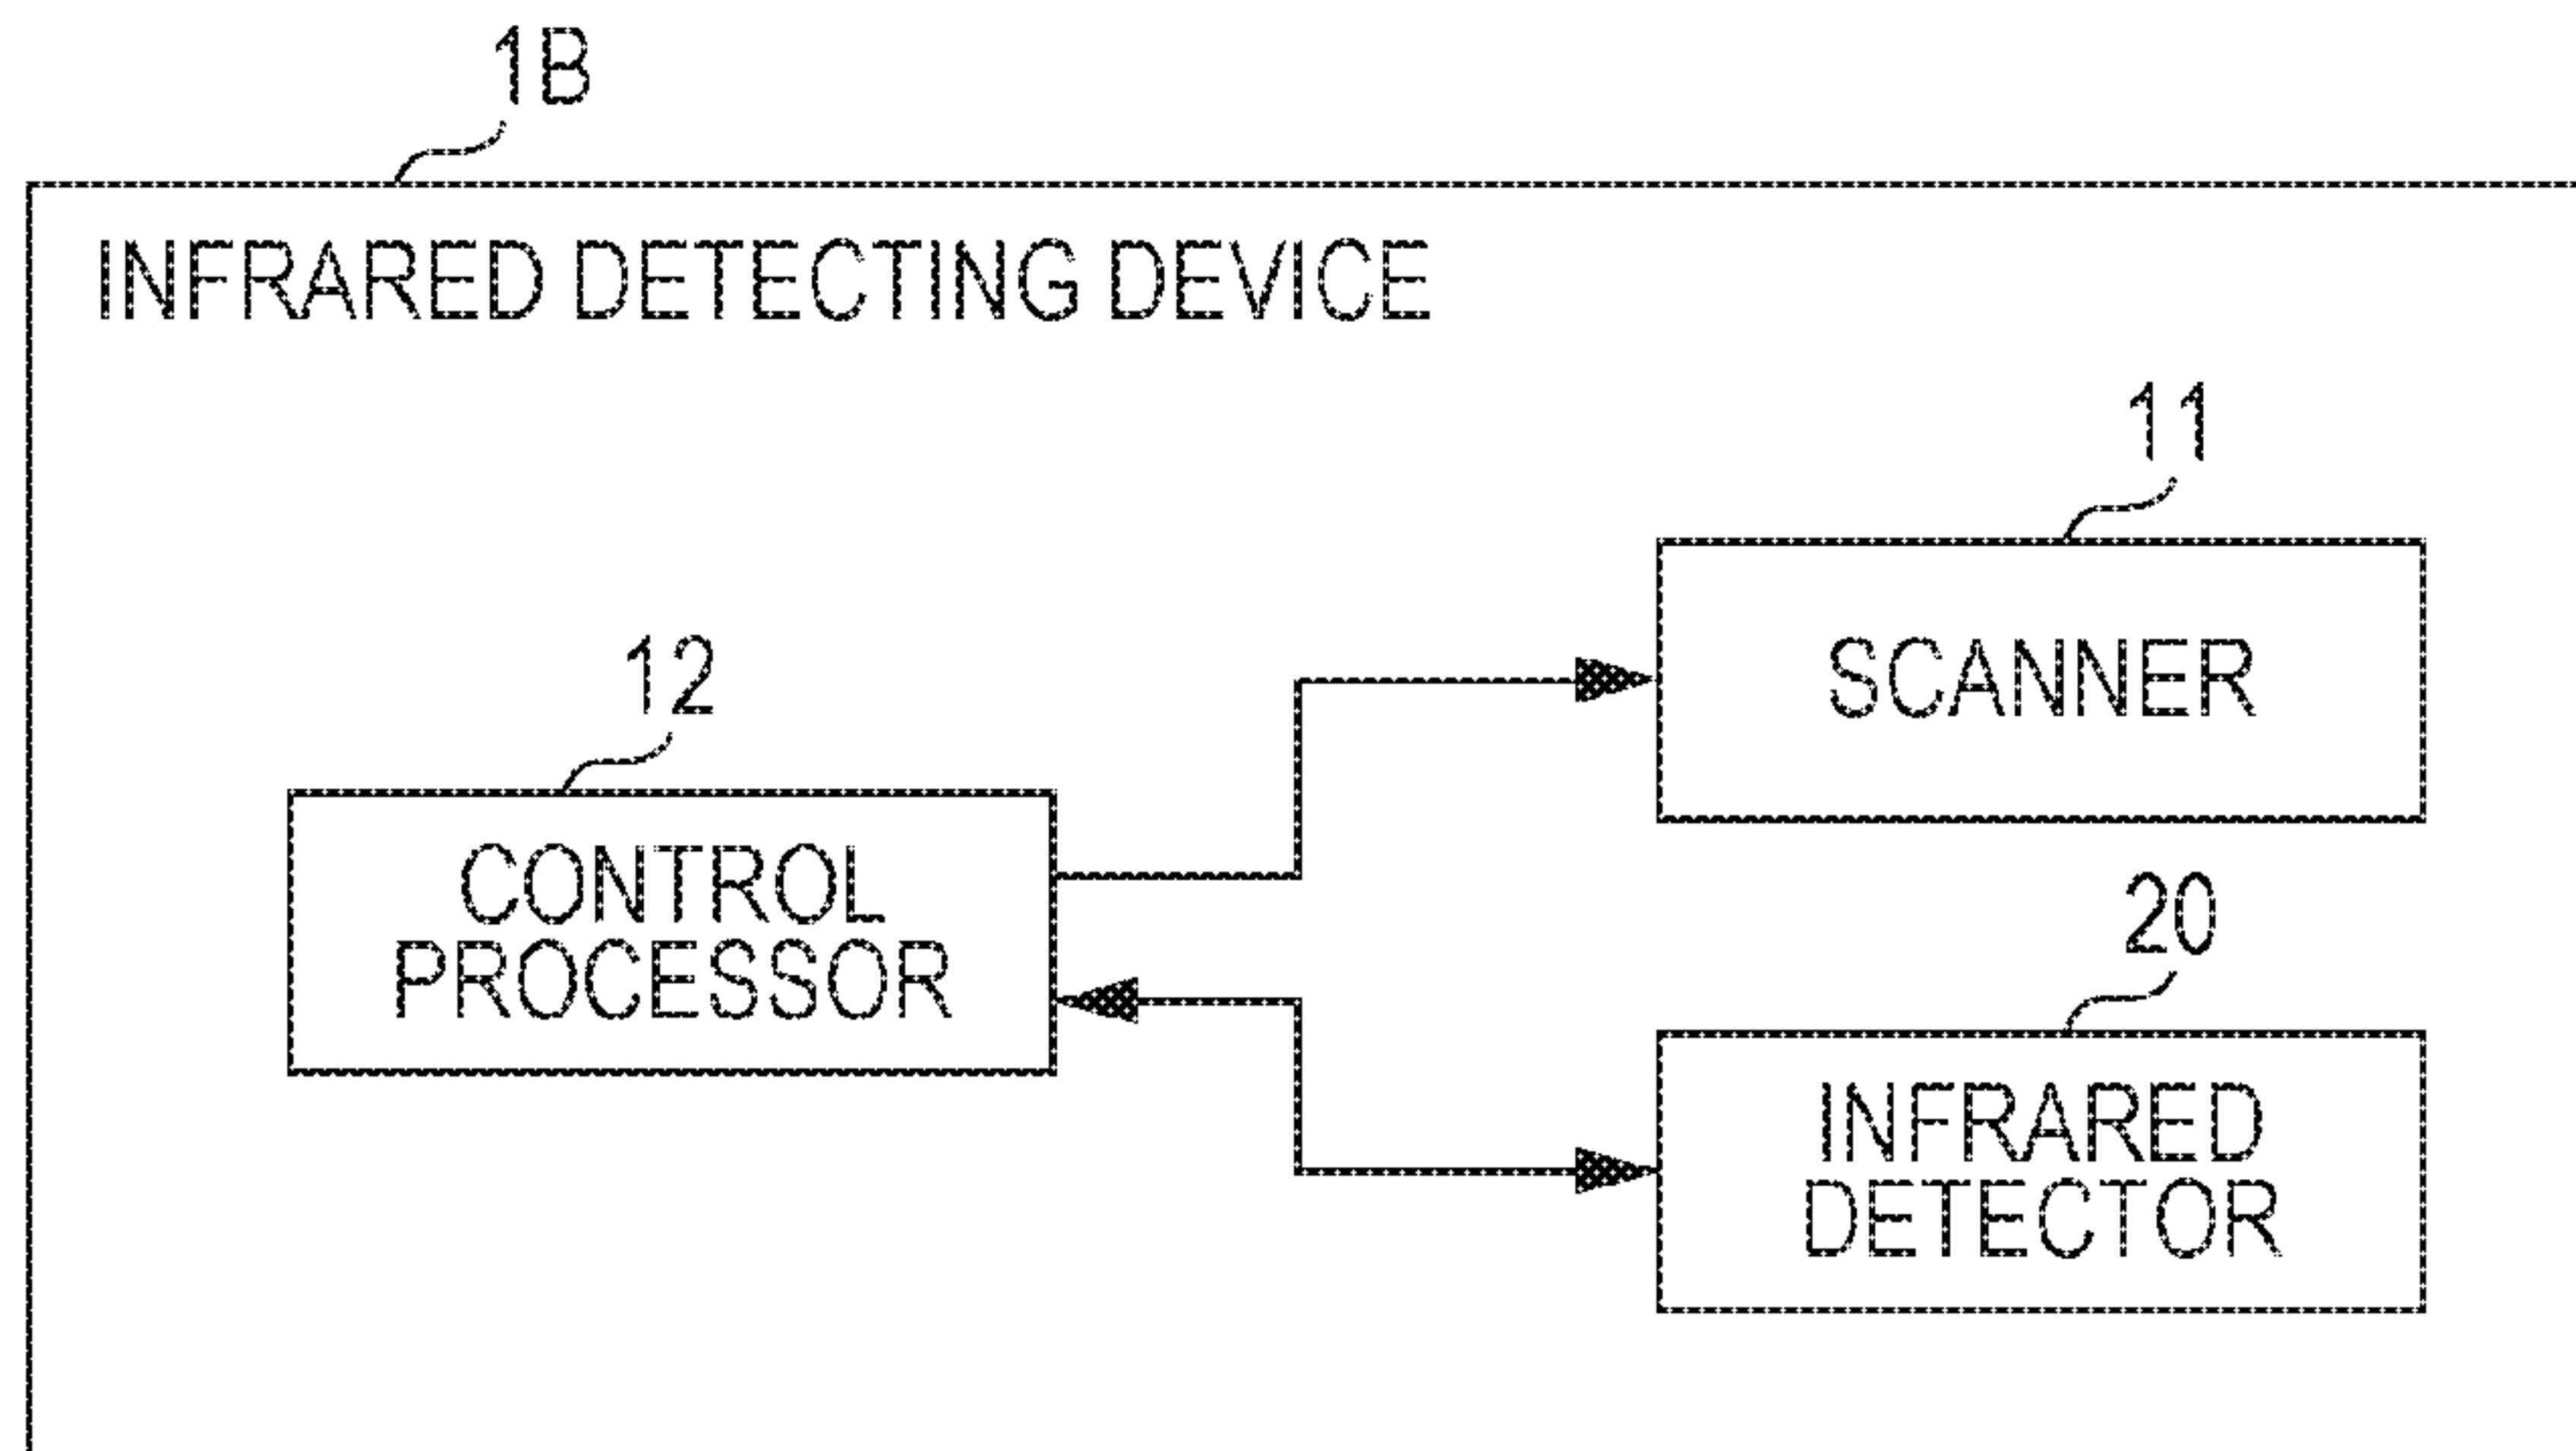 1B
INFRARED DETECTING DEVICE
11
SCANNER
12
CONTROL
PROCESSOR
20
INFRARED
DETECTOR